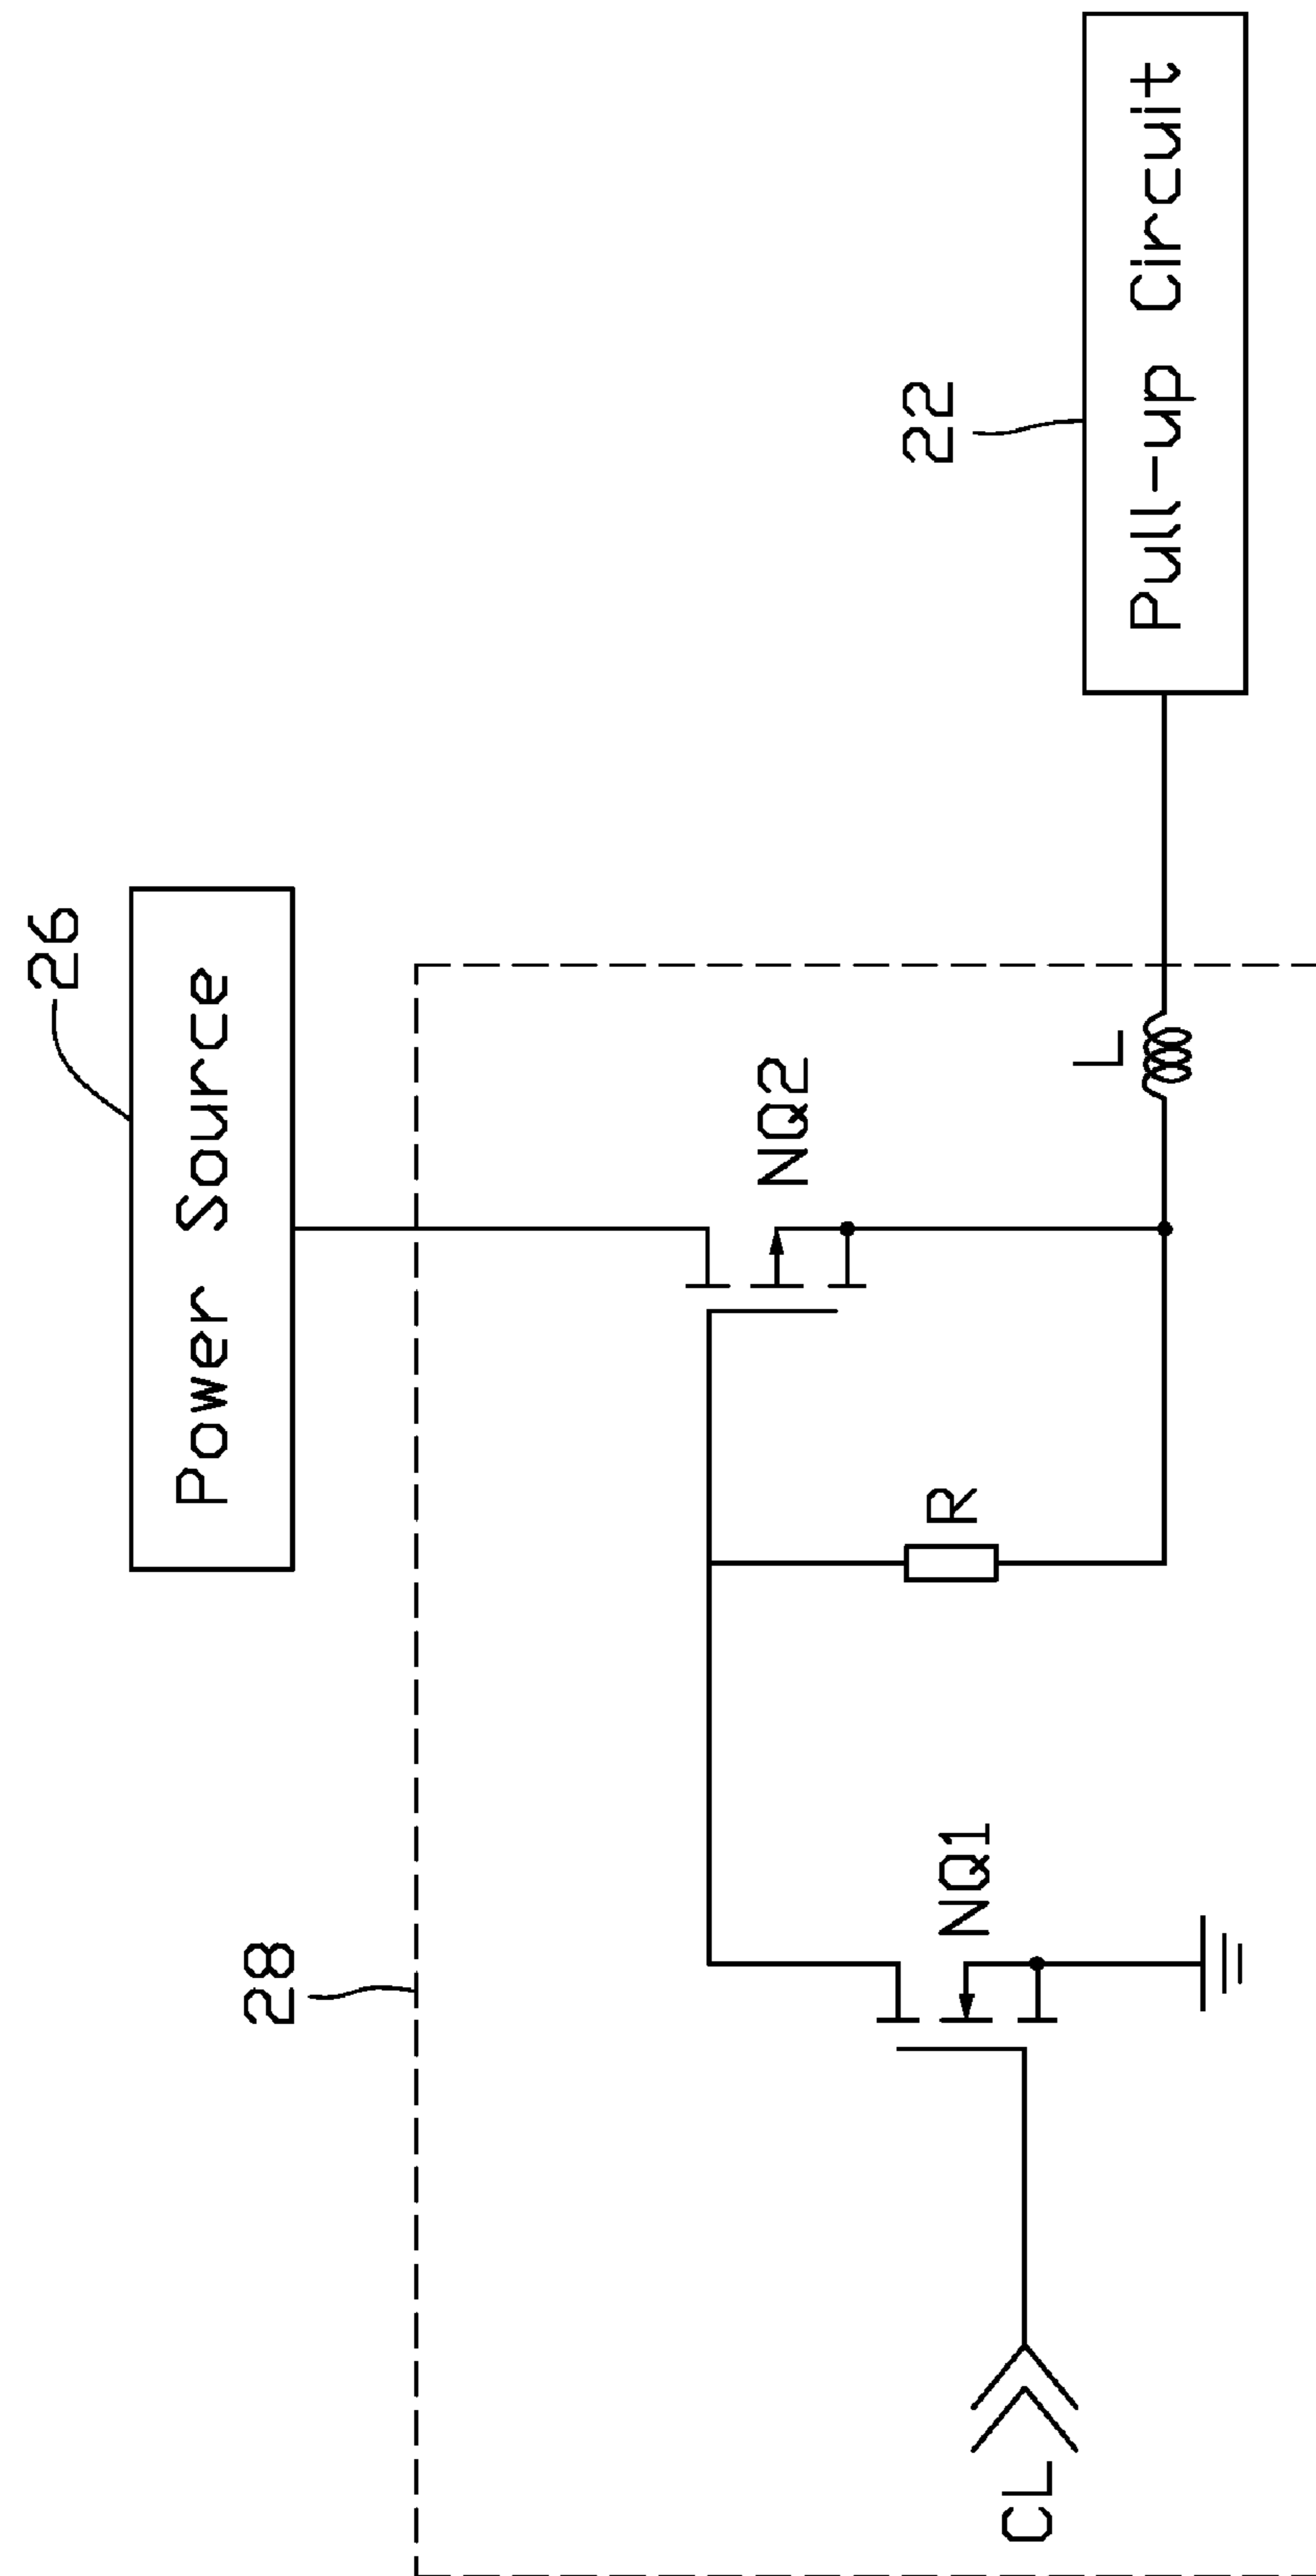 26
Power Source
28
22
Pull-up Circuit
NQ2
L
R
NQ1
CL